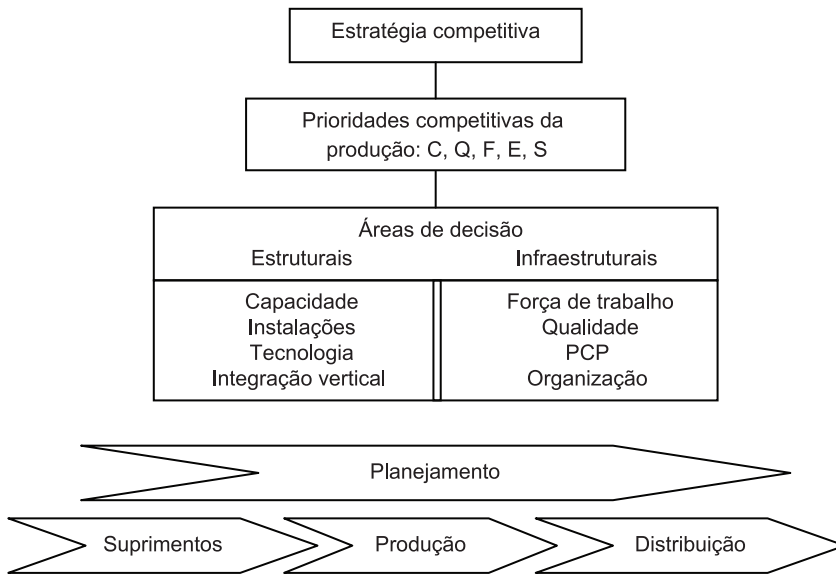 Estratégia competitiva
Prioridades competitivas da
produção: C, Q, F, E, S
Áreas de decisão
Estruturais Infraestruturais
Capacidade Força de trabalho
Instalações Qualidade
Tecnologia PCP
Integração vertical Organização
Planejamento
Suprimentos Produção Distribuição